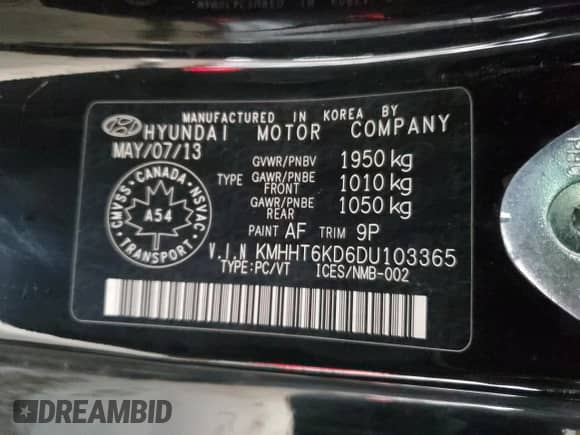 MANUFACTURED IN KOREA BY
HYUNDAI MOTOR COMPANY
MAY/07/13
GVWR/PNBV 1950 kg
TYPE GAWR/PNBE FRONT 1010 kg
GAWR/PNBE REAR 1050 kg
CMVSS · CANADA · NSVAC
A54
TRANSPORT
PAINT AF TRIM 9P
V.I.N KMHHT6KD6DU103365
TYPE:PC/VT ICES/NMB-002
DREAMBID